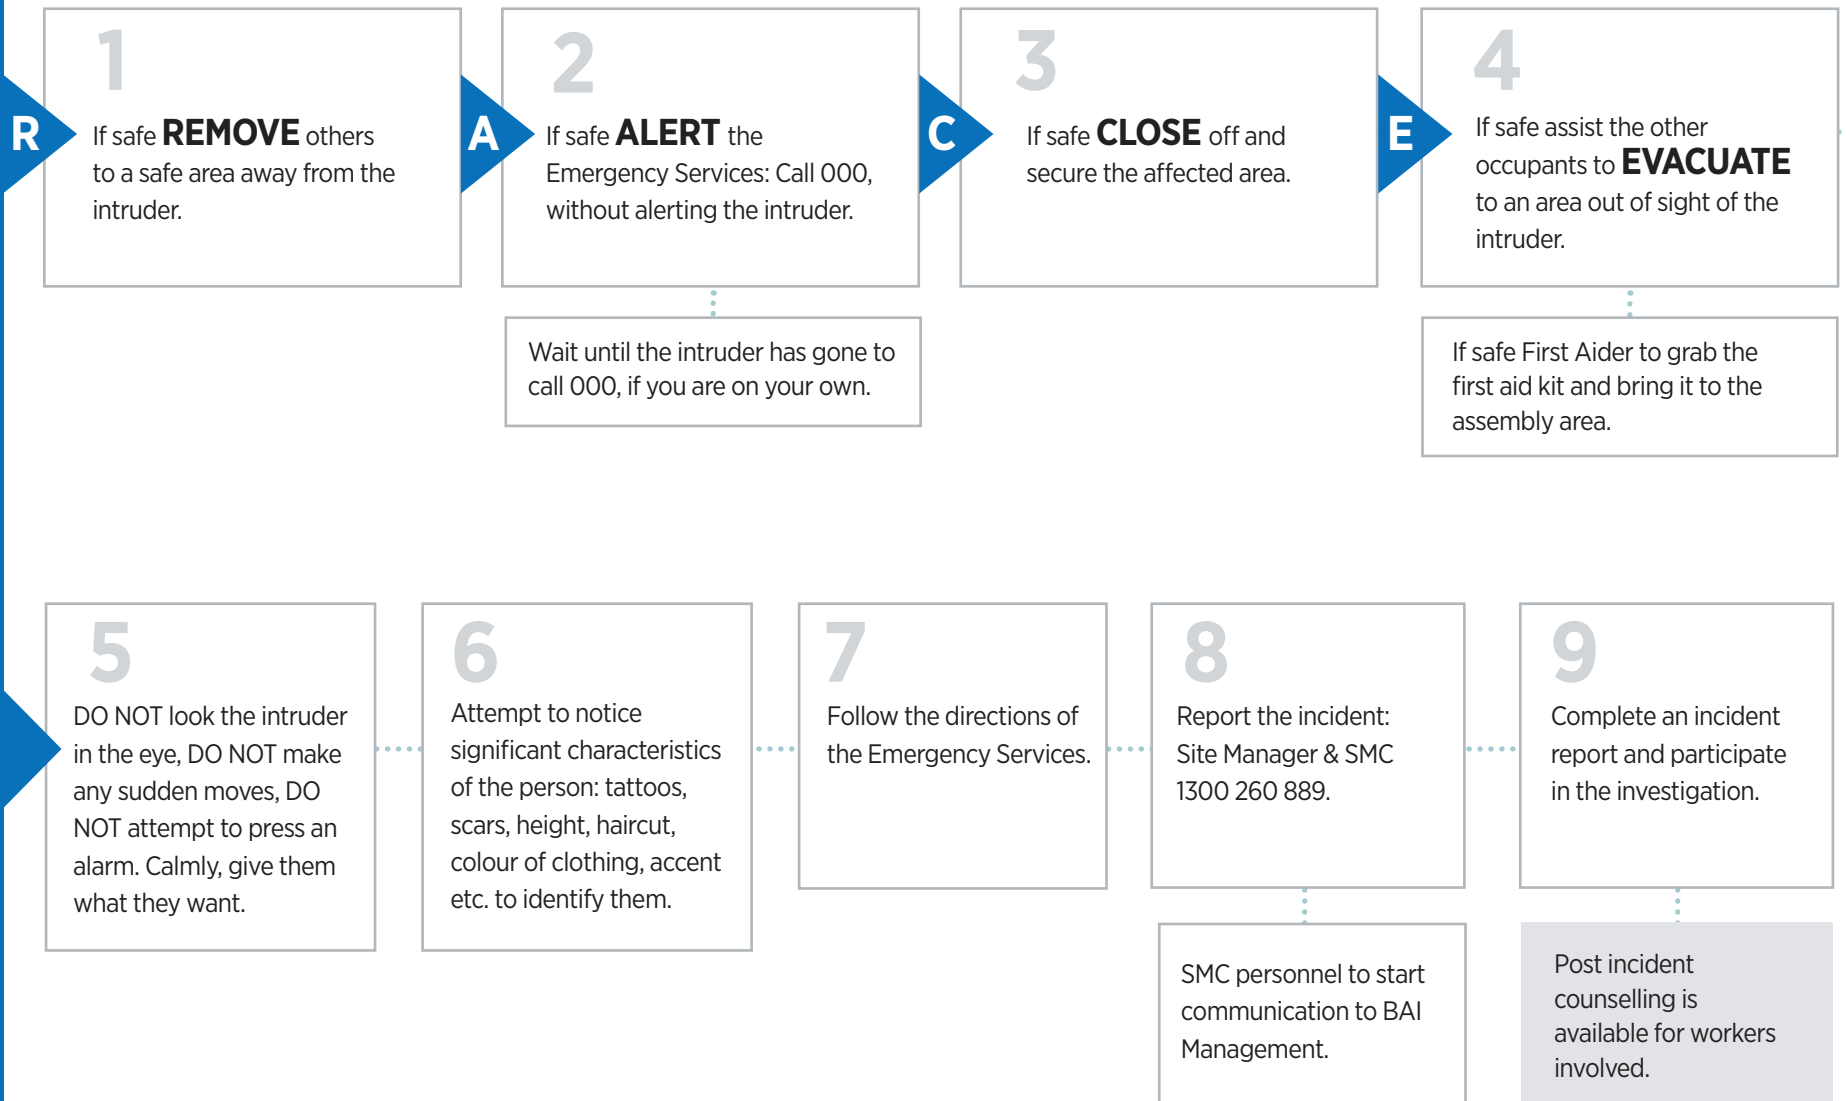 R
1
If safe REMOVE others
to a safe area away from the
intruder.
A
2
If safe ALERT the
Emergency Services: Call 000,
without alerting the intruder.
Wait until the intruder has gone to
call 000, if you are on your own.
C
3
If safe CLOSE off and
secure the affected area.
E
4
If safe assist the other
occupants to EVACUATE
to an area out of sight of the
intruder.
If safe First Aider to grab the
first aid kit and bring it to the
assembly area.
5
DO NOT look the intruder
in the eye, DO NOT make
any sudden moves, DO
NOT attempt to press an
alarm. Calmly, give them
what they want.
6
Attempt to notice
significant characteristics
of the person: tattoos,
scars, height, haircut,
colour of clothing, accent
etc. to identify them.
7
Follow the directions of
the Emergency Services.
8
Report the incident:
Site Manager & SMC
1300 260 889.
SMC personnel to start
communication to BAI
Management.
9
Complete an incident
report and participate
in the investigation.
Post incident
counselling is
available for workers
involved.